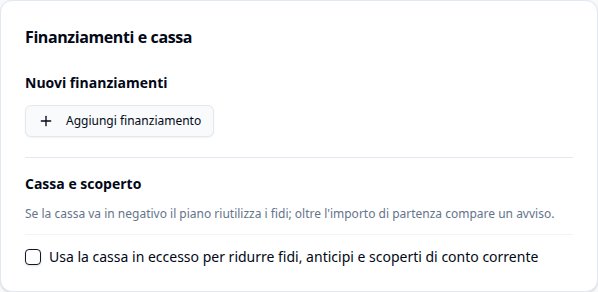 Finanziamenti e cassa
Nuovi finanziamenti
+ Aggiungi finanziamento
Cassa e scoperto
Se la cassa va in negativo il piano riutilizza i fidi; oltre l'importo di partenza compare un avviso.
Usa la cassa in eccesso per ridurre fidi, anticipi e scoperti di conto corrente